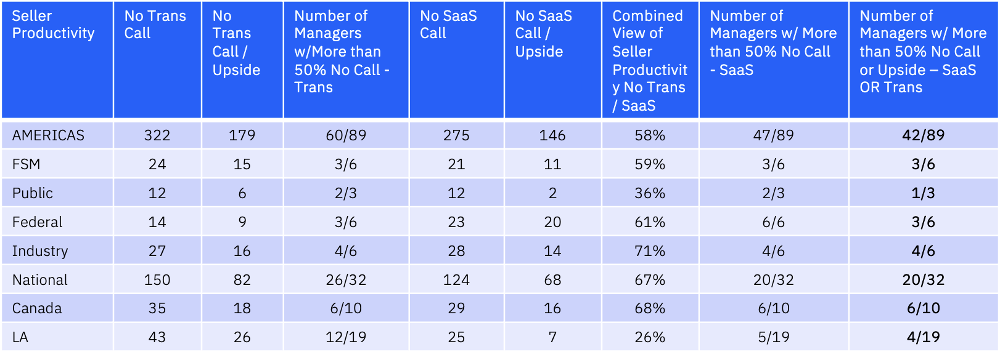 Seller
Productivity
No Trans
Call
No
Trans
Call /
Upside
Number of
Managers
w/More than
50% No Call -
Trans
No SaaS
Call
No SaaS
Call /
Upside
Combined
View of
Seller
Productivit
y No Trans
/ SaaS
Number of
Managers w/ More
than 50% No Call
- SaaS
Number of
Managers w/ More
than 50% No Call
or Upside – SaaS
OR Trans
AMERICAS 322 179 60/89 275 146 58% 47/89 42/89
FSM 24 15 3/6 21 11 59% 3/6 3/6
Public 12 6 2/3 12 2 36% 2/3 1/3
Federal 14 9 3/6 23 20 61% 6/6 3/6
Industry 27 16 4/6 28 14 71% 4/6 4/6
National 150 82 26/32 124 68 67% 20/32 20/32
Canada 35 18 6/10 29 16 68% 6/10 6/10
LA 43 26 12/19 25 7 26% 5/19 4/19